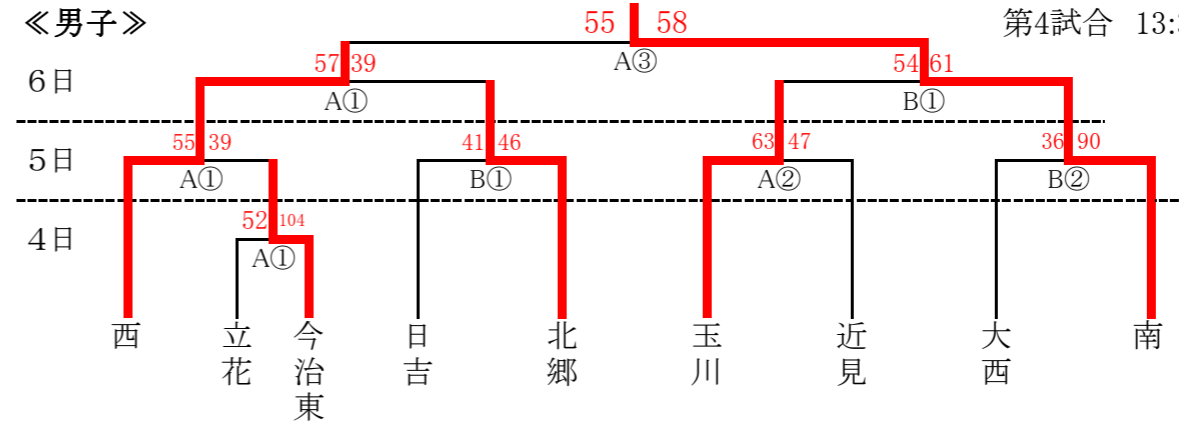 ≪男子≫
55 58
第4試合 13:3
A③
6日
57 39
54 61
A①
B①
5日
55 39
41 46
63 47
36 90
A①
B①
A②
B②
4日
52 104
A①
西
立花
今治東
日吉
北郷
玉川
近見
大西
南